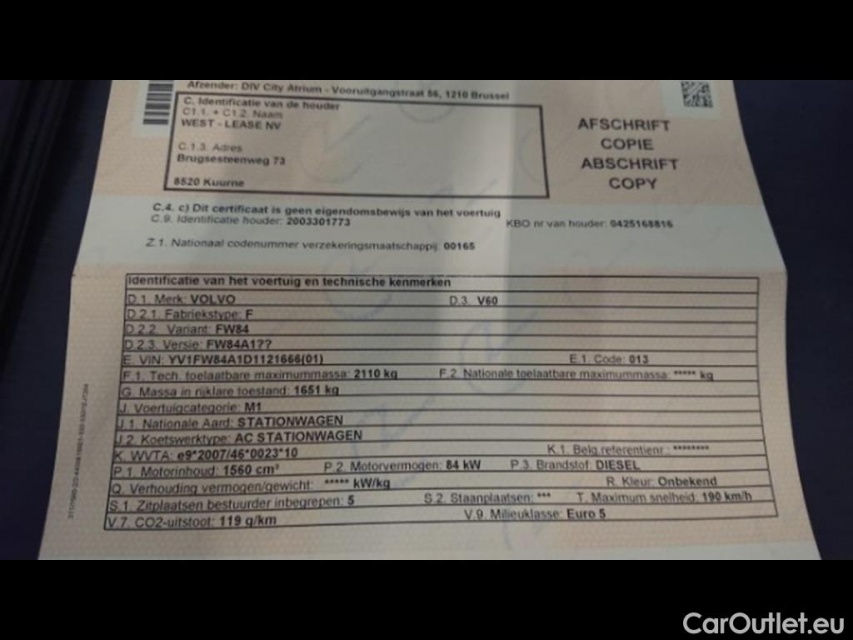 Afzender: DIV City Atrium - Vooruitgangstraat 56, 1210 Brussel
C. Identificatie van de houder
C1.1. + C1.2. Naam
WEST - LEASE NV
C.1.3. Adres
Brugsesteenweg 73
8520 Kuurne
AFSCHRIFT
COPIE
ABSCHRIFT
COPY
C.4. c) Dit certificaat is geen eigendomsbewijs van het voertuig
C.9. Identificatie houder: 2003301773 KBO nr van houder: 0425168816
Z.1. Nationaal codenummer verzekeringsmaatschappij: 00165
Identificatie van het voertuig en technische kenmerken
D.1. Merk: VOLVO D.3. V60
D.2.1. Fabriekstype: F
D.2.2. Variant: FW84
D.2.3. Versie: FW84A1??
E. VIN: YV1FW84A1D1121666(01) E.1. Code: 013
F.1. Tech. toelaatbare maximummassa: 2110 kg F.2. Nationale toelaatbare maximummassa: ***** kg
G. Massa in rijklare toestand: 1651 kg
J. Voertuigcategorie: M1
J.1. Nationale Aard: STATIONWAGEN
J.2. Koetswerktype: AC STATIONWAGEN
K. WVTA: e9*2007/46*0023*10 K.1. Belg.referentienr.: ********
P.1. Motorinhoud: 1560 cm³ P.2. Motorvermogen: 84 kW P.3. Brandstof: DIESEL
Q. Verhouding vermogen/gewicht: ***** kW/kg R. Kleur: Onbekend
S.1. Zitplaatsen bestuurder inbegrepen: 5 S.2. Staanplaatsen: *** T. Maximum snelheid: 190 km/h
V.7. CO2-uitstoot: 119 g/km V.9. Milieuklasse: Euro 5
CarOutlet.eu